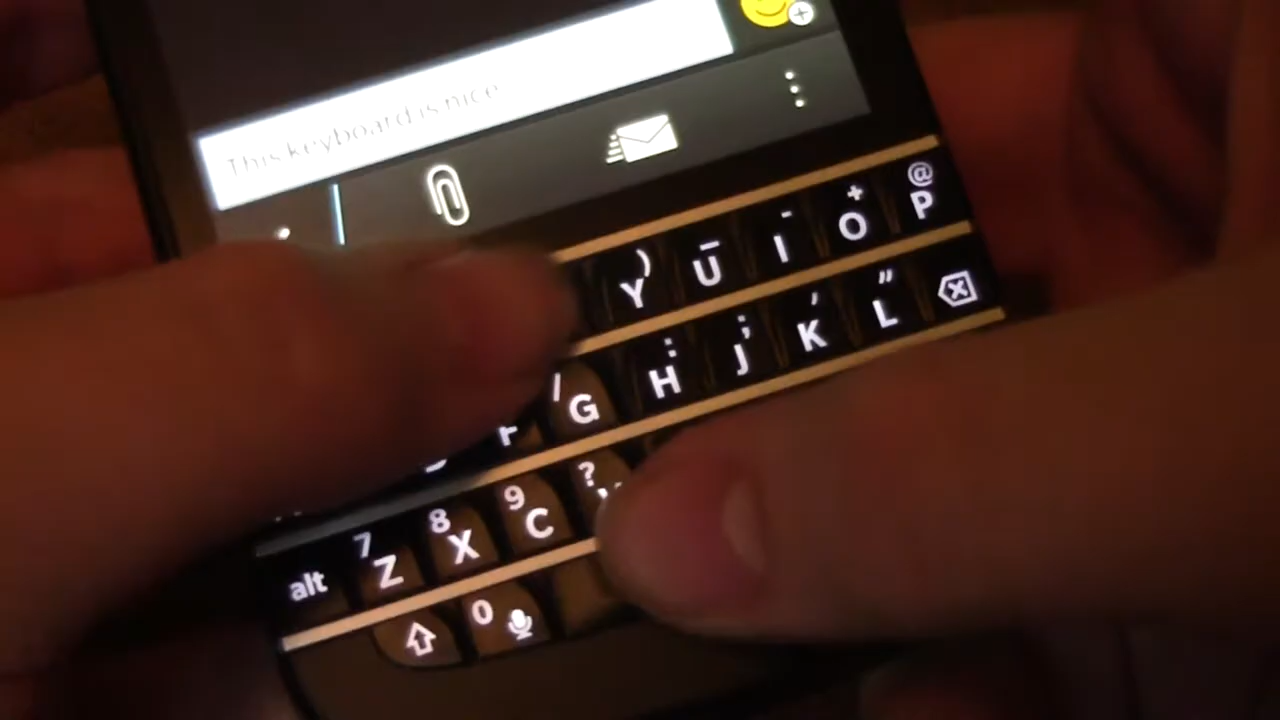 This keyboard is nice
) _ - + @
Y U I O P
/ : ; ' "
F G H J K L
7 8 9 ?
alt Z X C
0